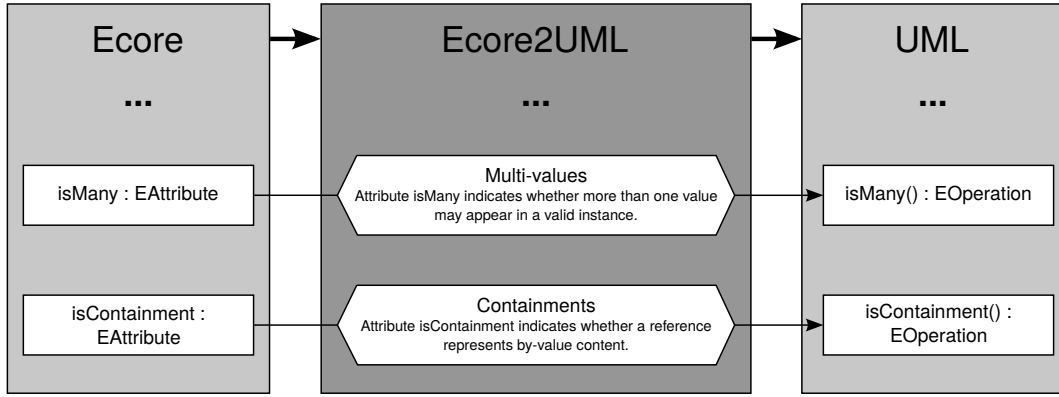 Ecore
Ecore2UML
UML
...
...
...
isMany : EAttribute
Multi-values
Attribute isMany indicates whether more than one value
may appear in a valid instance.
isMany() : EOperation
isContainment :
EAttribute
Containments
Attribute isContainment indicates whether a reference
represents by-value content.
isContainment() :
EOperation